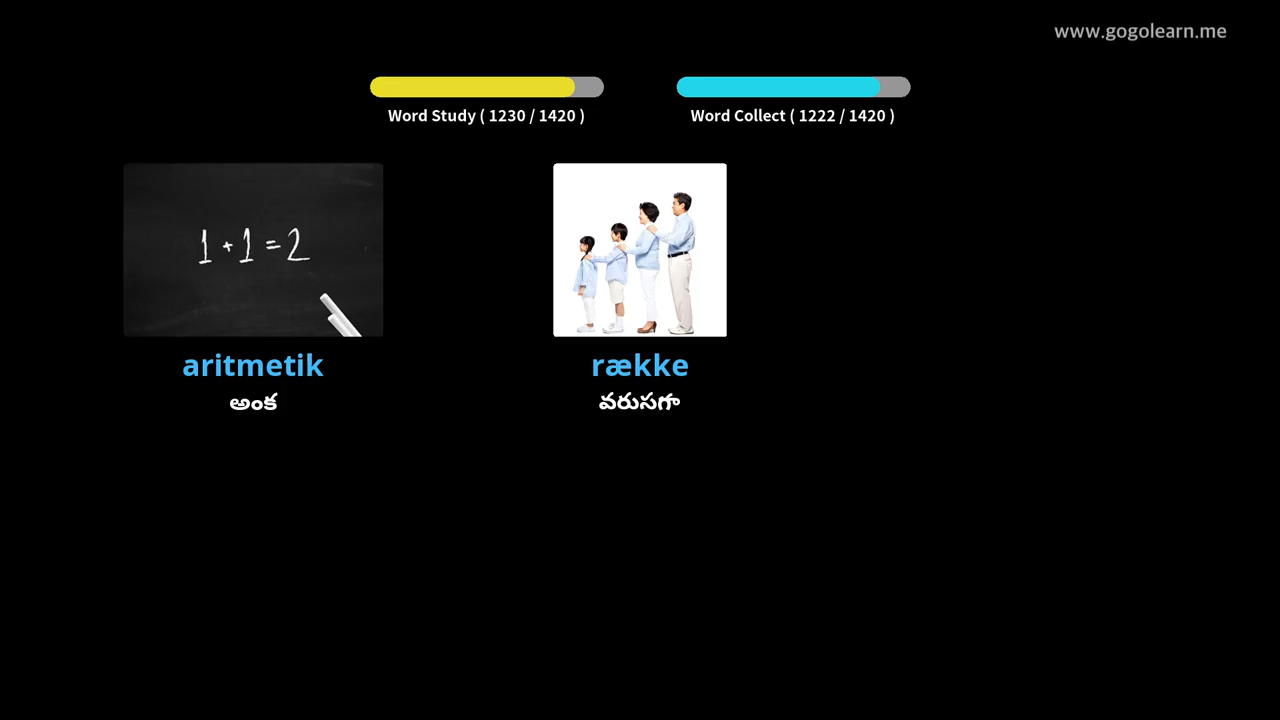 www.gogolearn.me
Word Study ( 1230 / 1420 )
Word Collect ( 1222 / 1420 )
1 + 1 = 2
aritmetik
అంక
række
వరుసగా